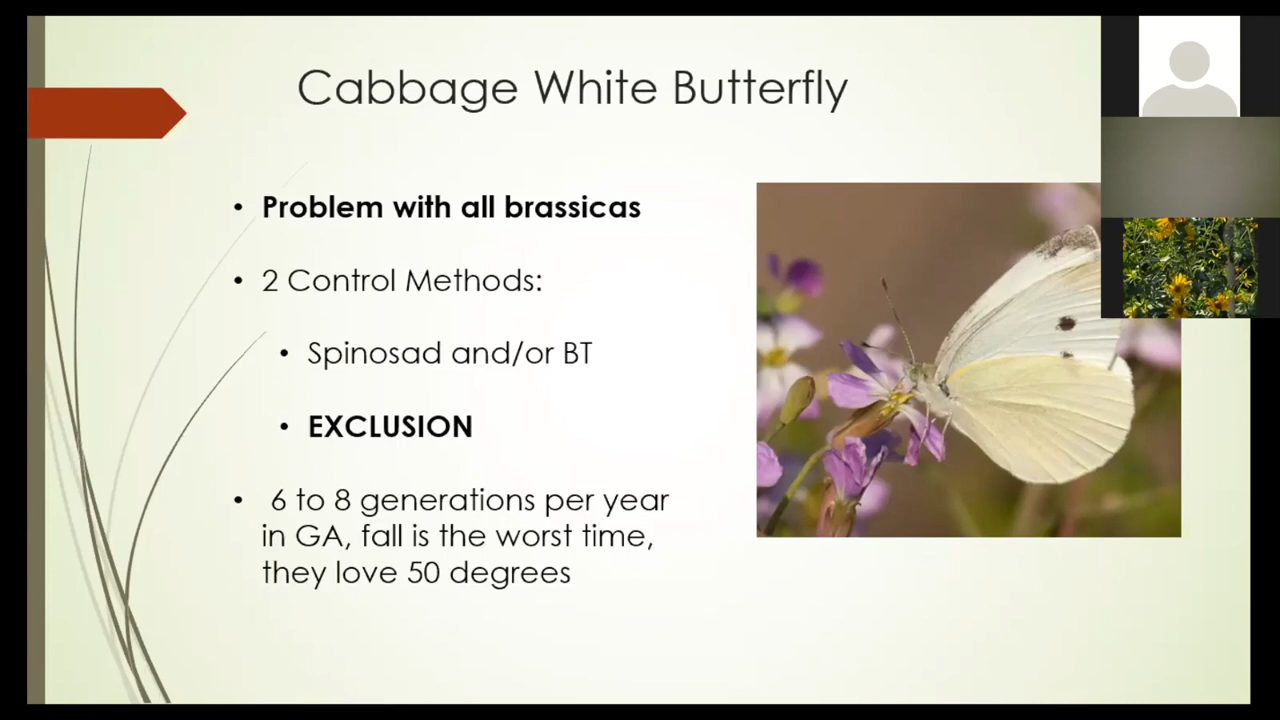 Cabbage White Butterfly
• Problem with all brassicas
• 2 Control Methods:
• Spinosad and/or BT
• EXCLUSION
• 6 to 8 generations per year
in GA, fall is the worst time,
they love 50 degrees